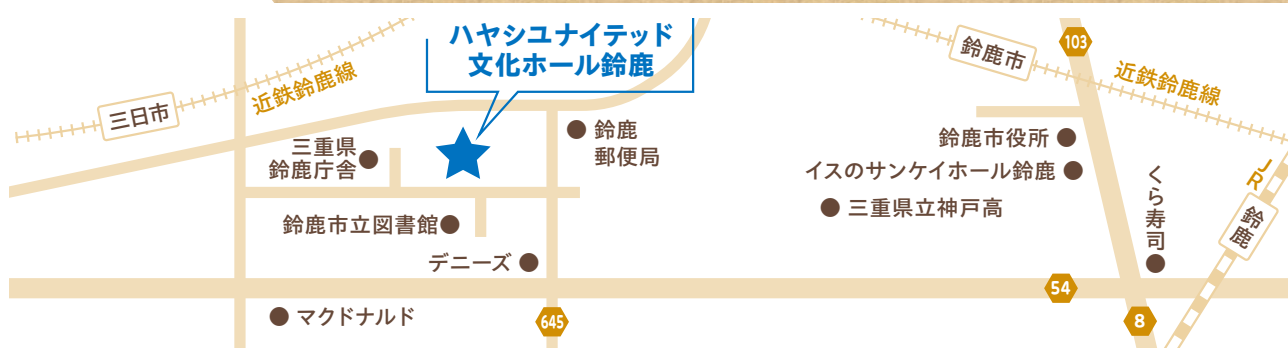 ハヤシユナイテッド
文化ホール鈴鹿
三日市
近鉄鈴鹿線
三重県
鈴鹿庁舎
鈴鹿
郵便局
鈴鹿市立図書館
デニーズ
マクドナルド
645
鈴鹿市
103
近鉄鈴鹿線
鈴鹿市役所
イスのサンケイホール鈴鹿
三重県立神戸高
くら寿司
JR
鈴鹿
54
8